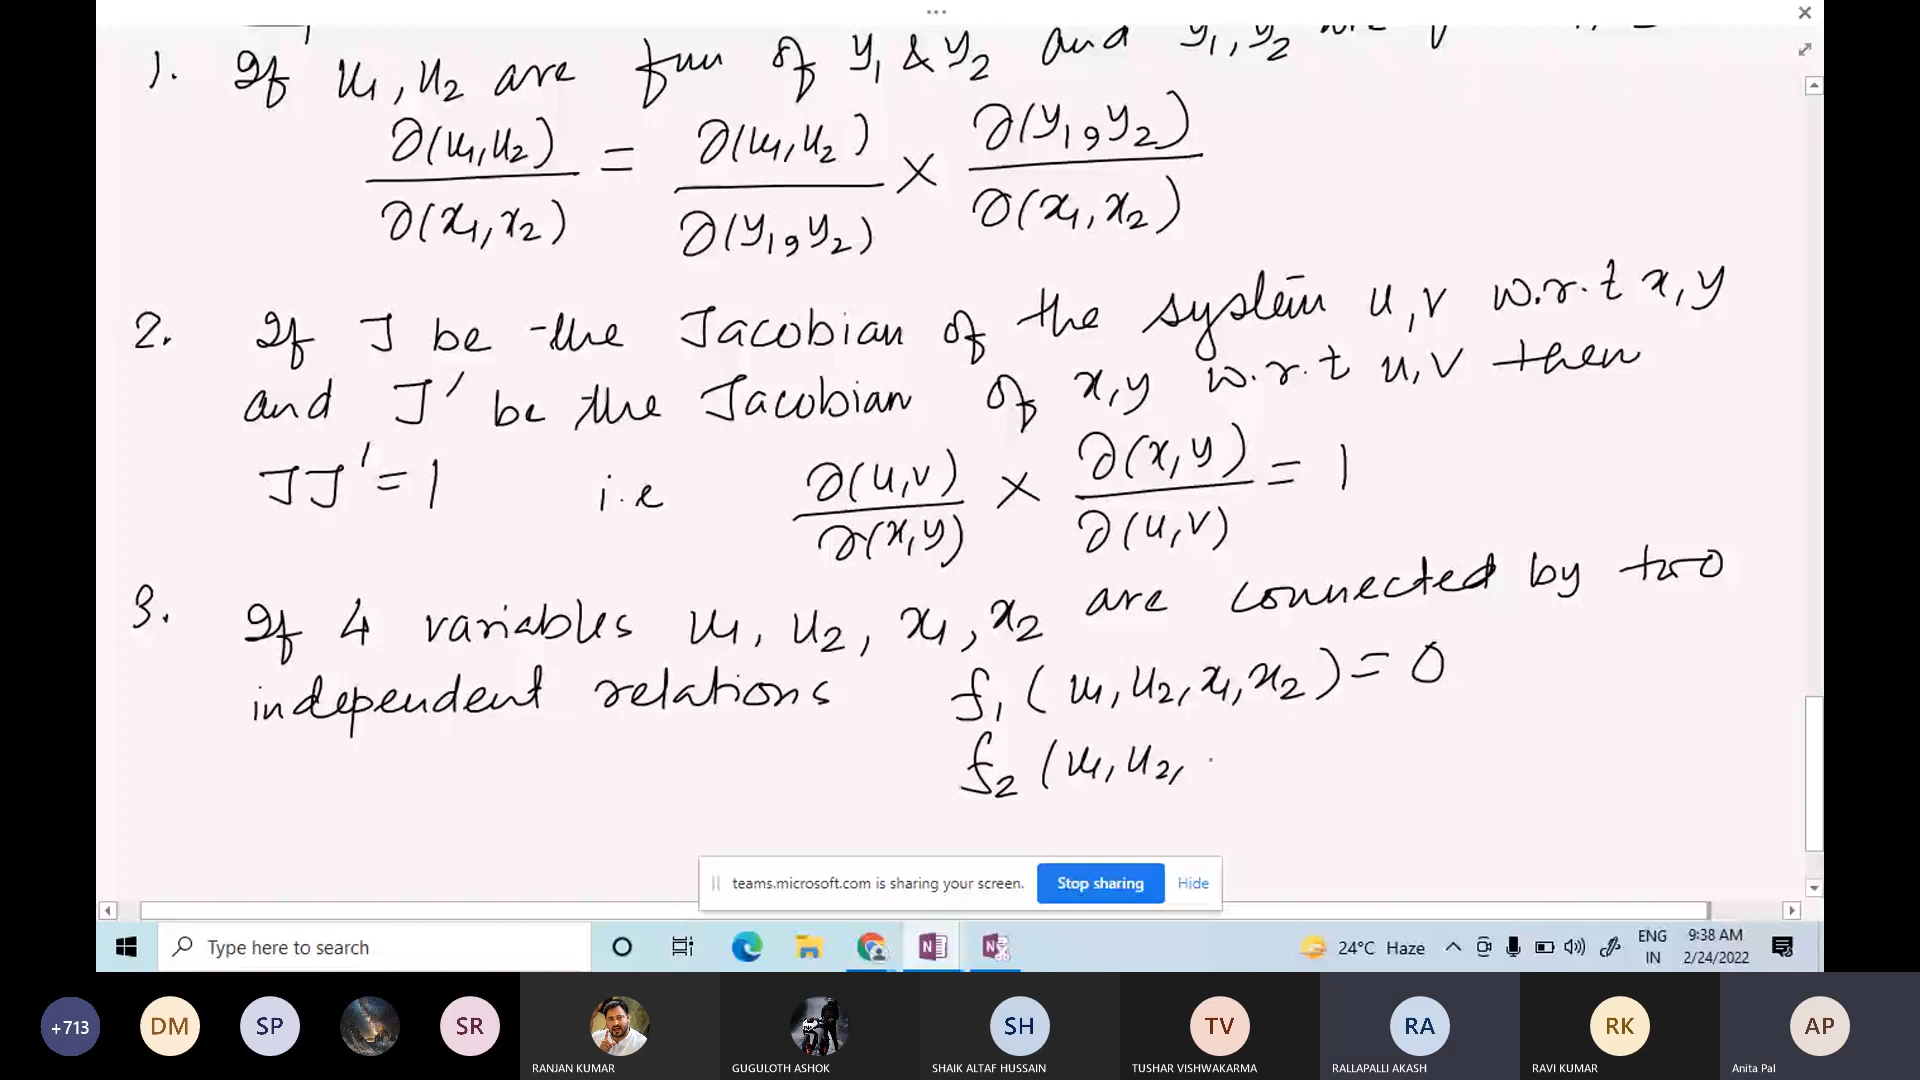 1. If u1, u2 are fun of y1 & y2 and y1, y2
∂(u1,u2)/∂(x1,x2) = ∂(u1,u2)/∂(y1,y2) × ∂(y1,y2)/∂(x1,x2)
2. If J be the Jacobian of the system u,v w.r.t x,y
and J' be the Jacobian of x,y w.r.t u,v then
JJ' = 1 i.e ∂(u,v)/∂(x,y) × ∂(x,y)/∂(u,v) = 1
3. If 4 variables u1, u2, x1, x2 are connected by two
independent relations f1 (u1, u2, x1, x2) = 0
f2 (u1, u2,
teams.microsoft.com is sharing your screen. Stop sharing Hide
Type here to search
24°C Haze
ENG
IN
9:38 AM
2/24/2022
+713 DM SP SR SH TV RA RK AP
RANJAN KUMAR GUGULOTH ASHOK SHAIK ALTAF HUSSAIN TUSHAR VISHWAKARMA RALLAPALLI AKASH RAVI KUMAR Anita Pal